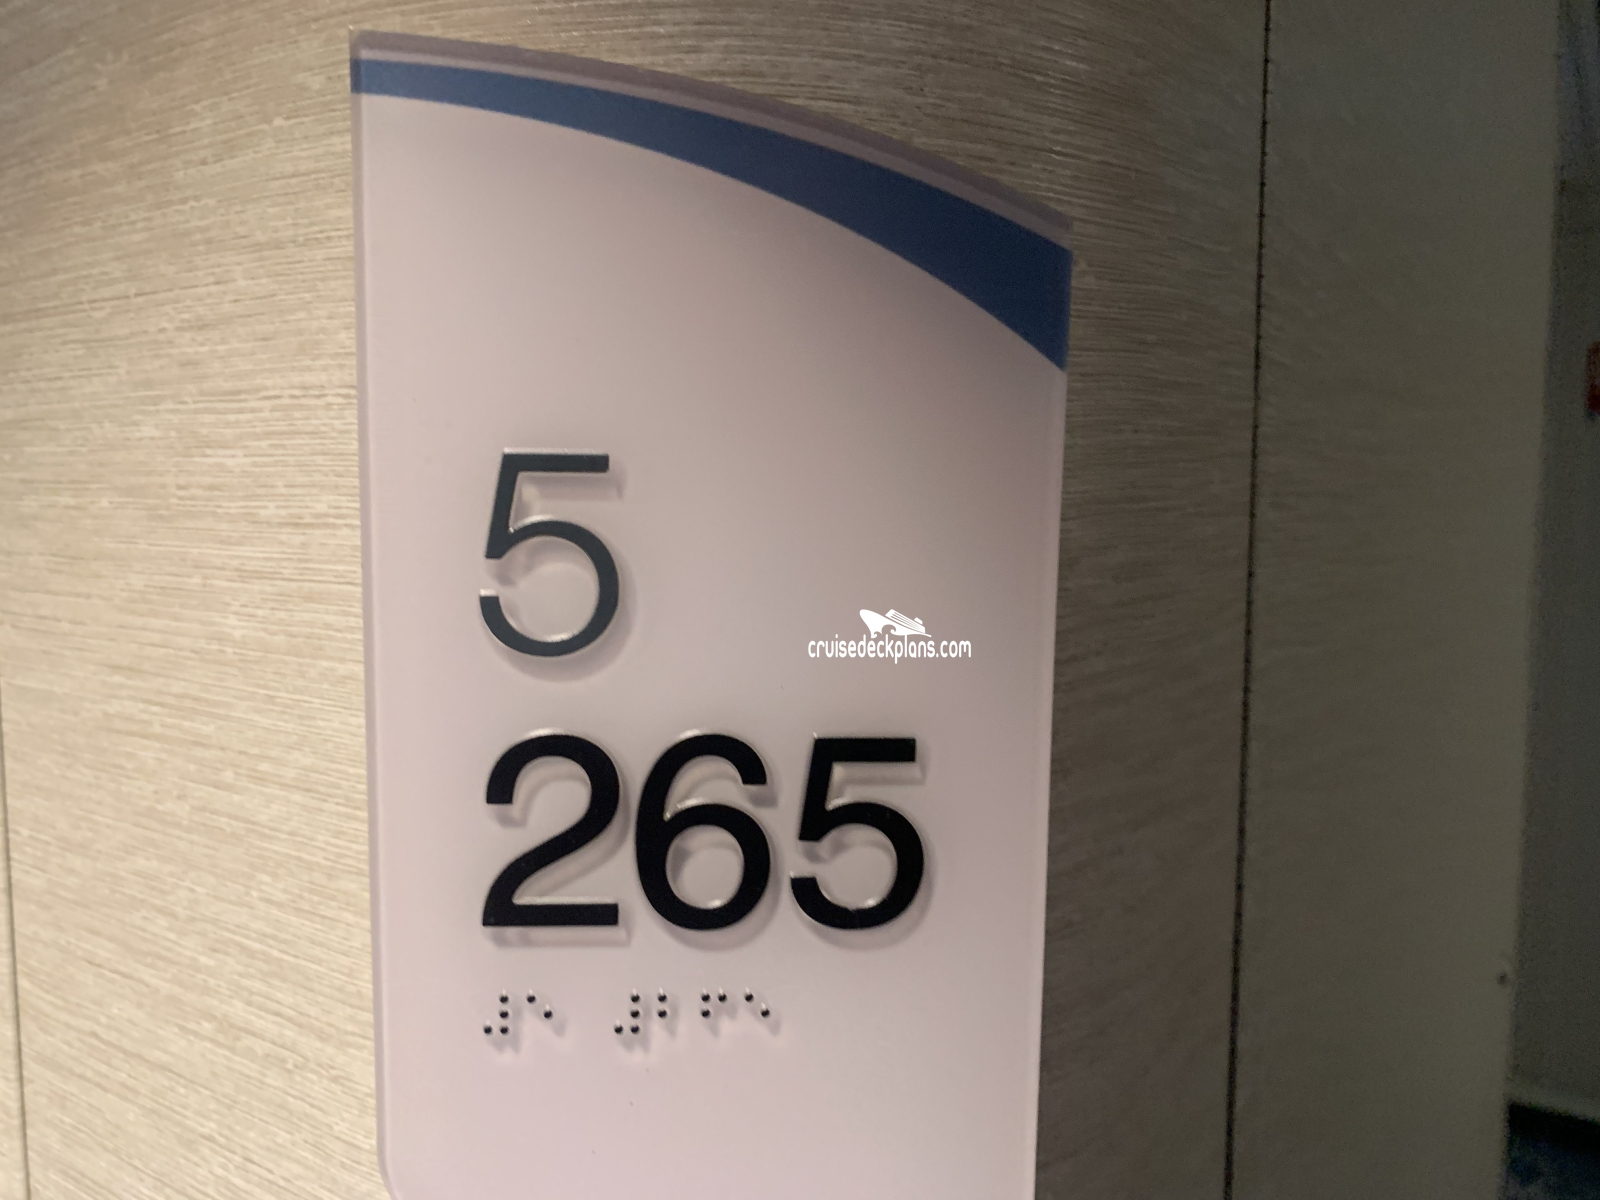 5
cruisedeckplans.com
265
⠼⠑ ⠼⠃⠋⠑